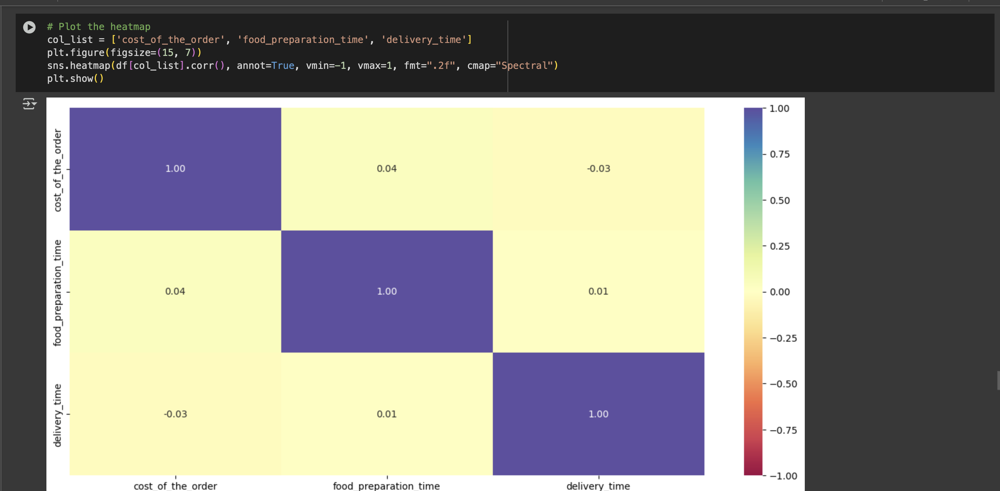 # Plot the heatmap
col_list = ['cost_of_the_order', 'food_preparation_time', 'delivery_time']
plt.figure(figsize=(15, 7))
sns.heatmap(df[col_list].corr(), annot=True, vmin=-1, vmax=1, fmt=".2f", cmap="Spectral")
plt.show()
cost_of_the_order
1.00
0.04
-0.03
food_preparation_time
0.04
1.00
0.01
delivery_time
-0.03
0.01
1.00
cost_of_the_order
food_preparation_time
delivery_time
1.00
0.75
0.50
0.25
0.00
−0.25
−0.50
−0.75
−1.00